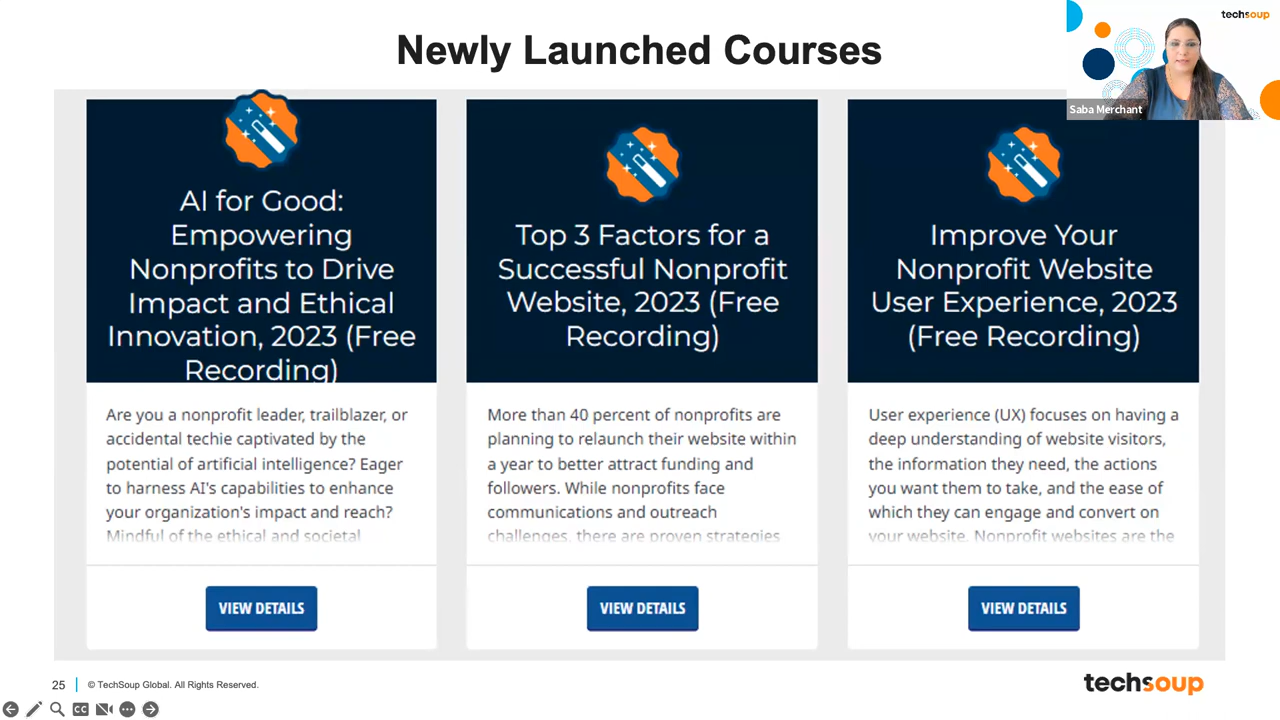 Newly Launched Courses
techsoup
Saba Merchant
AI for Good:
Empowering
Nonprofits to Drive
Impact and Ethical
Innovation, 2023 (Free
Recording)
Are you a nonprofit leader, trailblazer, or
accidental techie captivated by the
potential of artificial intelligence? Eager
to harness AI's capabilities to enhance
your organization's impact and reach?
Mindful of the ethical and societal
VIEW DETAILS
Top 3 Factors for a
Successful Nonprofit
Website, 2023 (Free
Recording)
More than 40 percent of nonprofits are
planning to relaunch their website within
a year to better attract funding and
followers. While nonprofits face
communications and outreach
challenges, there are proven strategies
VIEW DETAILS
Improve Your
Nonprofit Website
User Experience, 2023
(Free Recording)
User experience (UX) focuses on having a
deep understanding of website visitors,
the information they need, the actions
you want them to take, and the ease of
which they can engage and convert on
your website. Nonprofit websites are the
VIEW DETAILS
25
© TechSoup Global. All Rights Reserved.
techsoup
CC